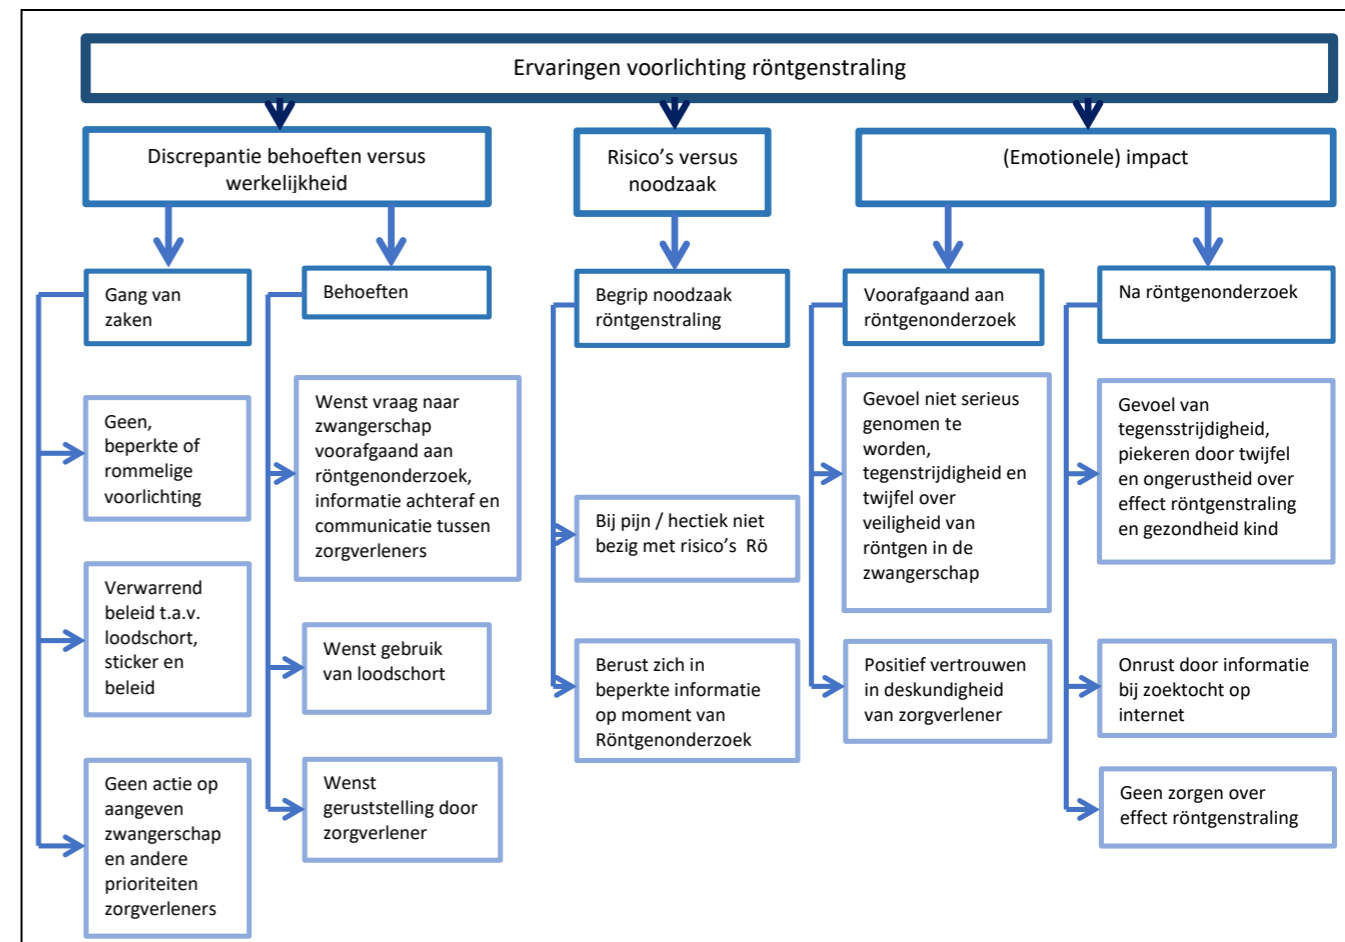 Ervaringen voorlichting röntgenstraling
Discrepantie behoeften versus
werkelijkheid
Risico’s versus
noodzaak
(Emotionele) impact
Gang van
zaken
Behoeften
Begrip noodzaak
röntgenstraling
Voorafgaand aan
röntgenonderzoek
Na röntgenonderzoek
Geen,
beperkte of
rommelige
voorlichting
Verwarrend
beleid t.a.v.
loodschort,
sticker en
beleid
Geen actie op
aangeven
zwangerschap
en andere
prioriteiten
zorgverleners
Wenst vraag naar
zwangerschap
voorafgaand aan
röntgenonderzoek,
informatie achteraf en
communicatie tussen
zorgverleners
Wenst gebruik
van loodschort
Wenst
geruststelling door
zorgverlener
Bij pijn / hectiek niet
bezig met risico’s  Rö
Berust zich in
beperkte informatie
op moment van
Röntgenonderzoek
Gevoel niet serieus
genomen te
worden,
tegenstrijdigheid en
twijfel over
veiligheid van
röntgen in de
zwangerschap
Positief vertrouwen
in deskundigheid
van zorgverlener
Gevoel van
tegensstrijdigheid,
piekeren door twijfel
en ongerustheid over
effect röntgenstraling
en gezondheid kind
Onrust door informatie
bij zoektocht op
internet
Geen zorgen over
effect röntgenstraling